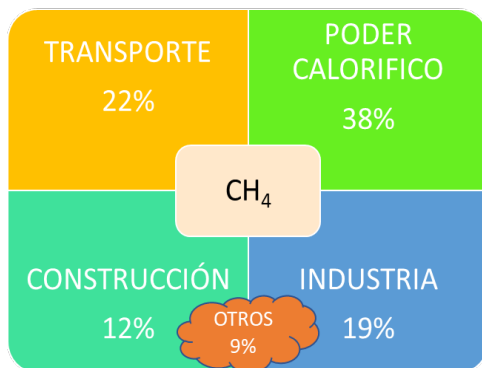 TRANSPORTE
22%
PODER
CALORIFICO
38%
CH₄
CONSTRUCCIÓN
12%
INDUSTRIA
19%
OTROS
9%